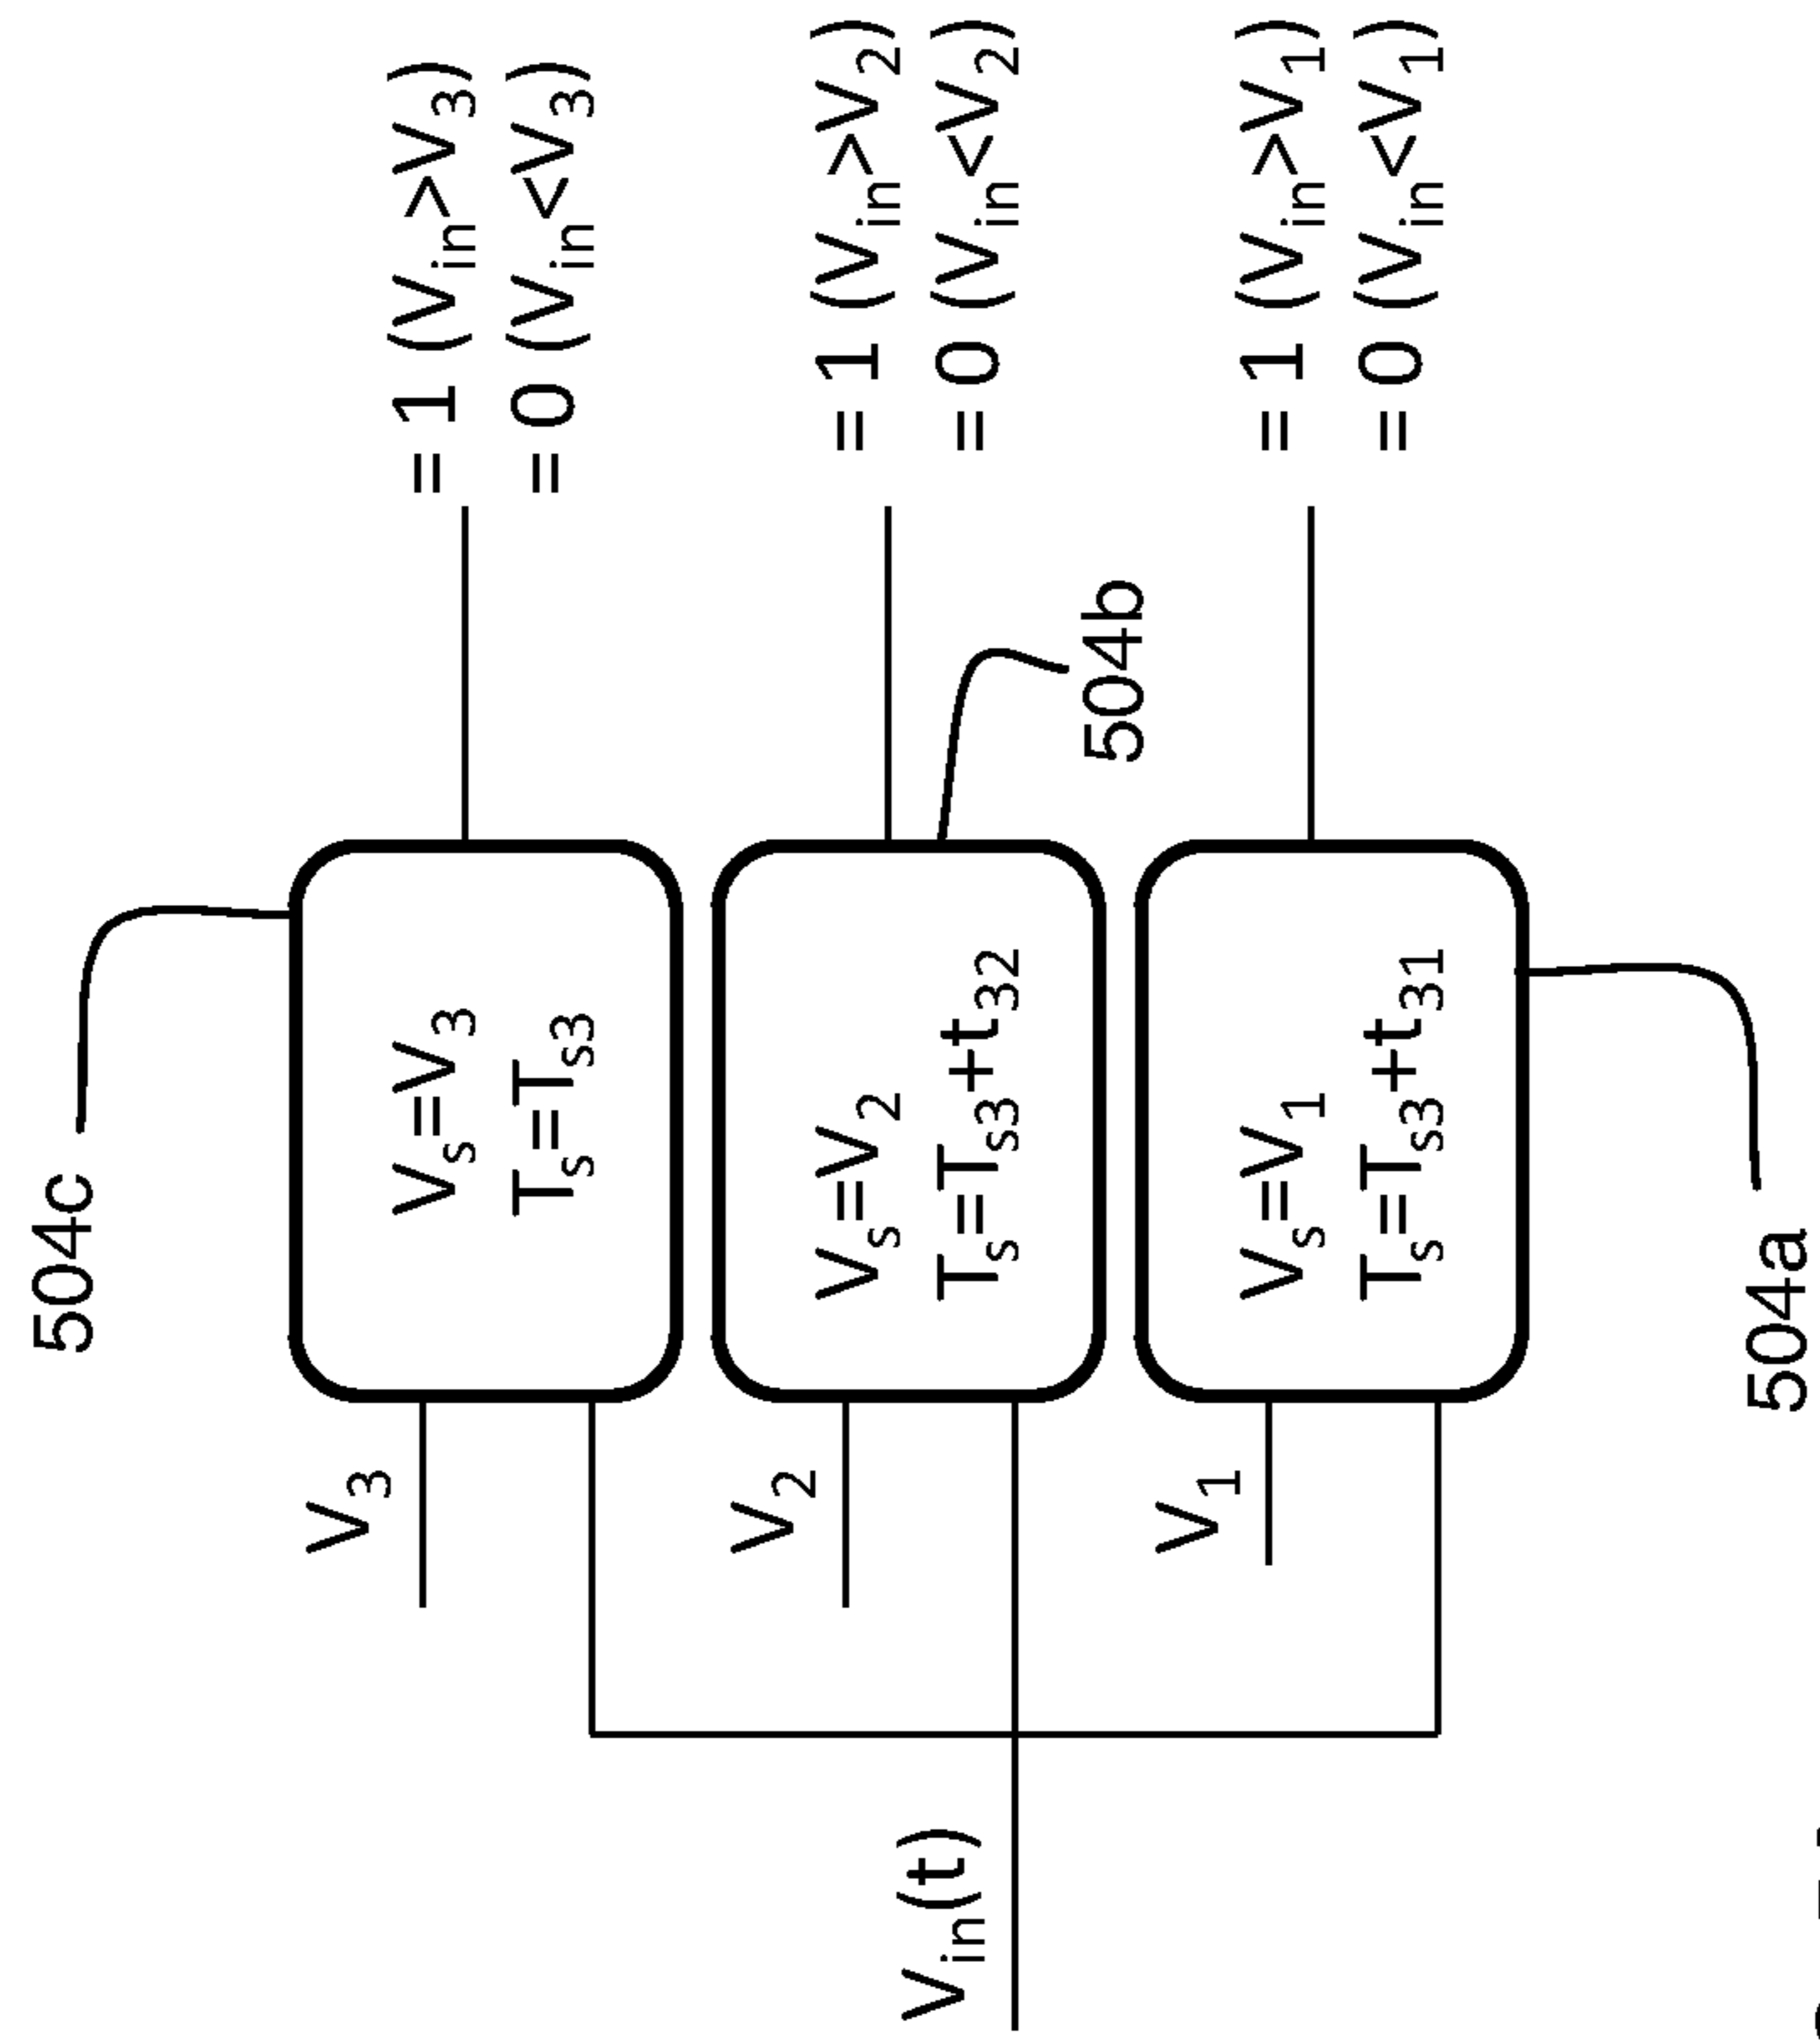 504c
V3
Vs=V3
Ts=Ts3
= 1 (Vin>V3)
= 0 (Vin<V3)
Vin(t)
V2
Vs=V2
Ts=Ts3+t32
504b
= 1 (Vin>V2)
= 0 (Vin<V2)
V1
Vs=V1
Ts=Ts3+t31
= 1 (Vin>V1)
= 0 (Vin<V1)
504a